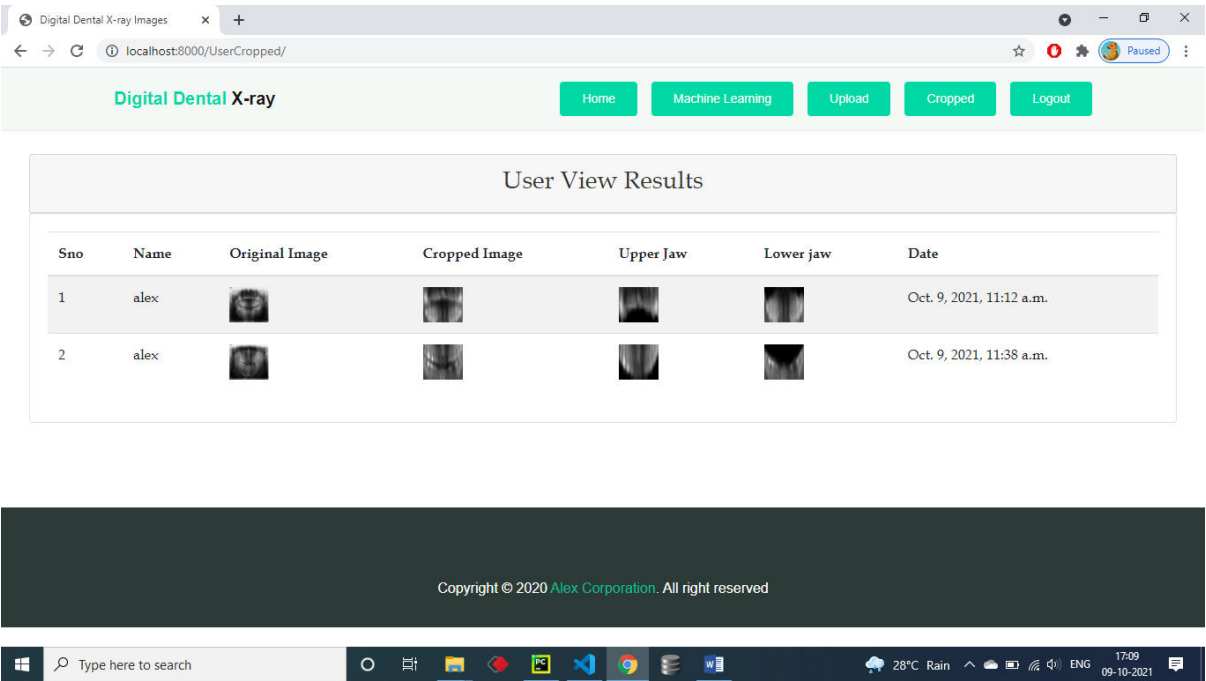 Digital Dental X-ray Images
localhost:8000/UserCropped/
Paused
Digital Dental X-ray
Home Machine Learning Upload Cropped Logout
User View Results
Sno Name Original Image Cropped Image Upper Jaw Lower jaw Date
1 alex Oct. 9, 2021, 11:12 a.m.
2 alex Oct. 9, 2021, 11:38 a.m.
Copyright © 2020 Alex Corporation. All right reserved
Type here to search PC W 28°C Rain ENG 17:09
09-10-2021